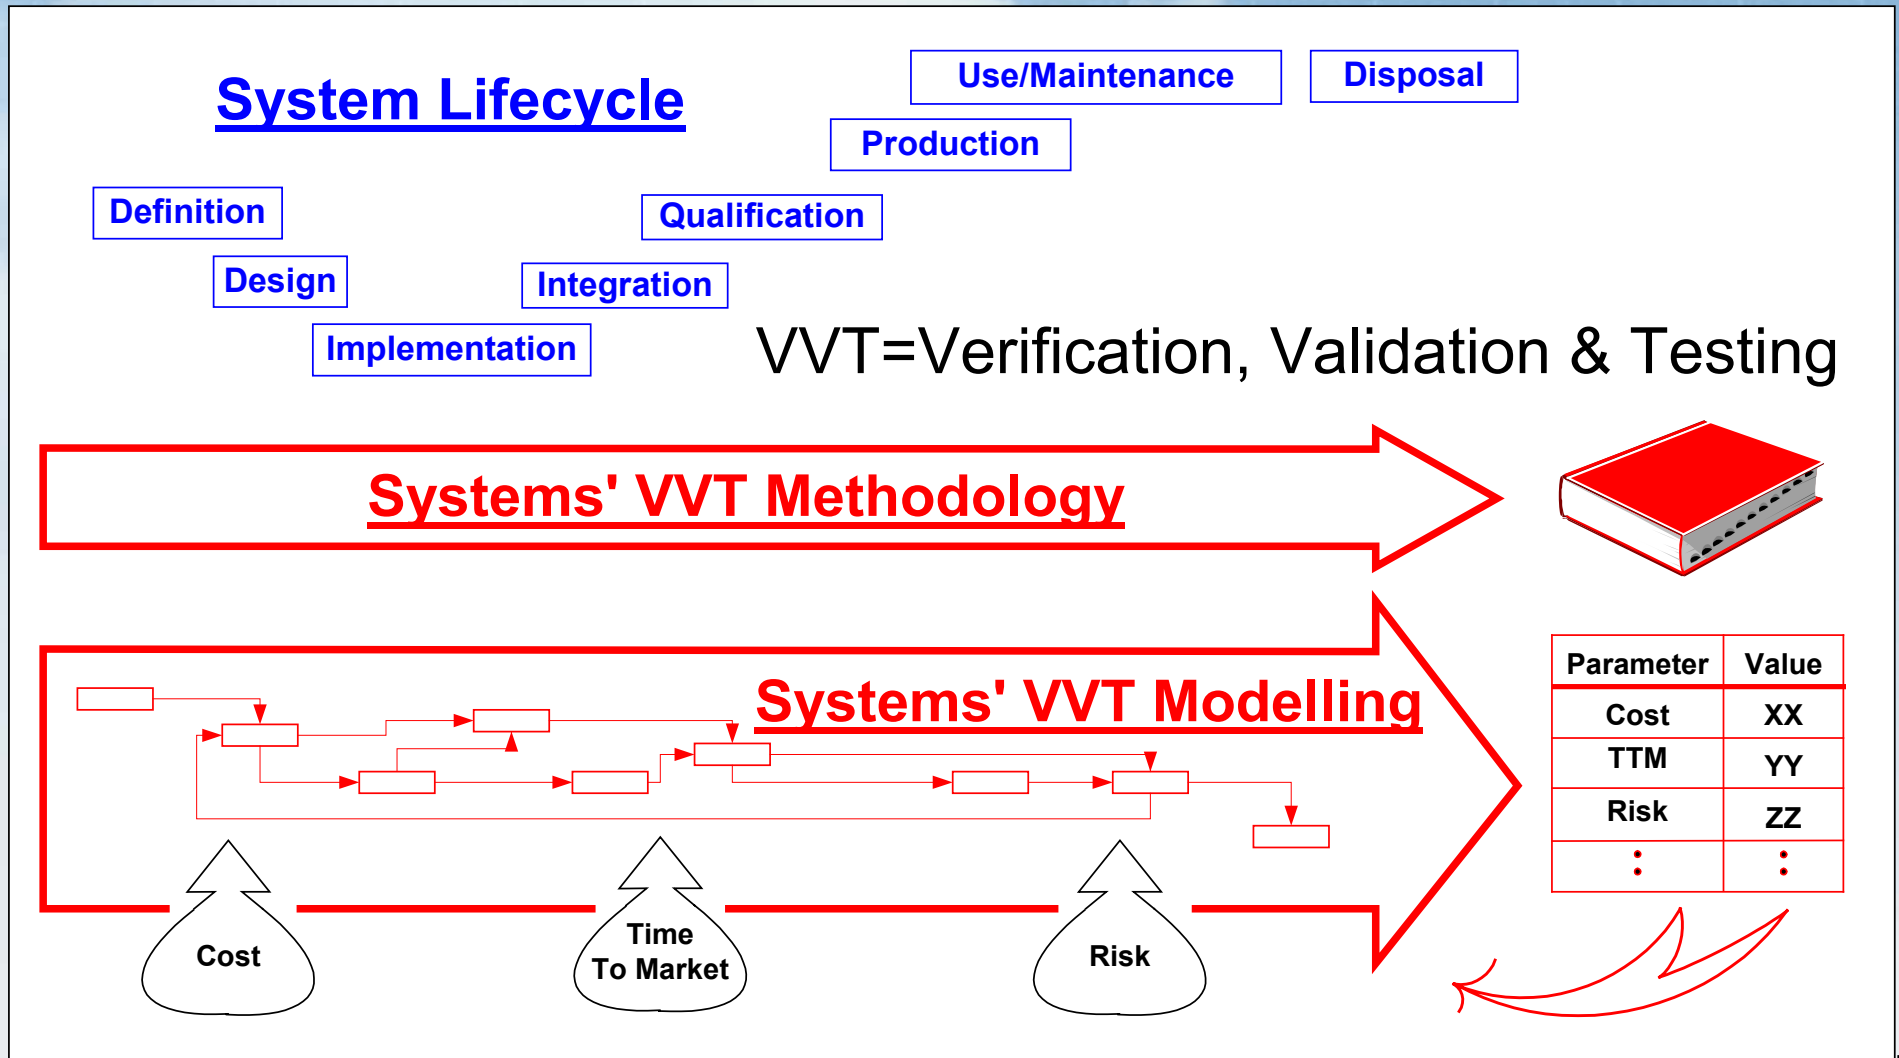 System Lifecycle
Use/Maintenance
Disposal
Production
Definition
Qualification
Design
Integration
Implementation
VVT=Verification, Validation & Testing
Systems' VVT Methodology
Systems' VVT Modelling
Parameter Value
Cost XX
TTM YY
Risk ZZ
Cost
Time
To Market
Risk